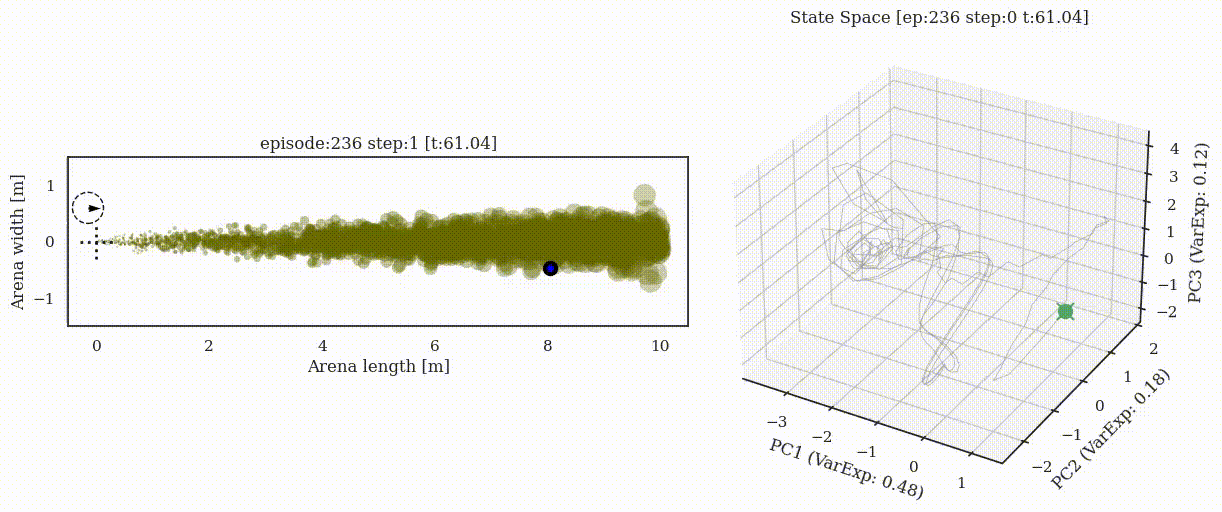 State Space [ep:236 step:0 t:61.04]
episode:236 step:1 [t:61.04]
Arena width [m]
1
0
−1
0 2 4 6 8 10
Arena length [m]
4
3
2
1
0
−1
−2
PC3 (VarExp: 0.12)
2
1
0
−1
−2
PC2 (VarExp: 0.18)
−3 −2 −1 0 1
PC1 (VarExp: 0.48)